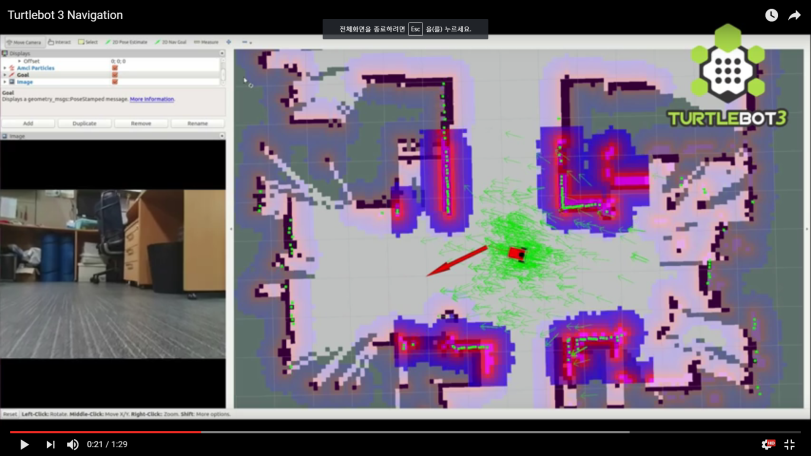 Turtlebot 3 Navigation
전체화면을 종료하려면 Esc 을(를) 누르세요.
Move Camera Interact Select 2D Pose Estimate 2D Nav Goal Measure
Displays
Offset 0; 0; 0
Amcl Particles
Goal
Image
Goal
Displays a geometry_msgs::PoseStamped message. More Information.
Add Duplicate Remove Rename
Image
TURTLEBOT3
Reset Left-Click: Rotate. Middle-Click: Move X/Y. Right-Click: Zoom. Shift: More options.
0:21 / 1:29